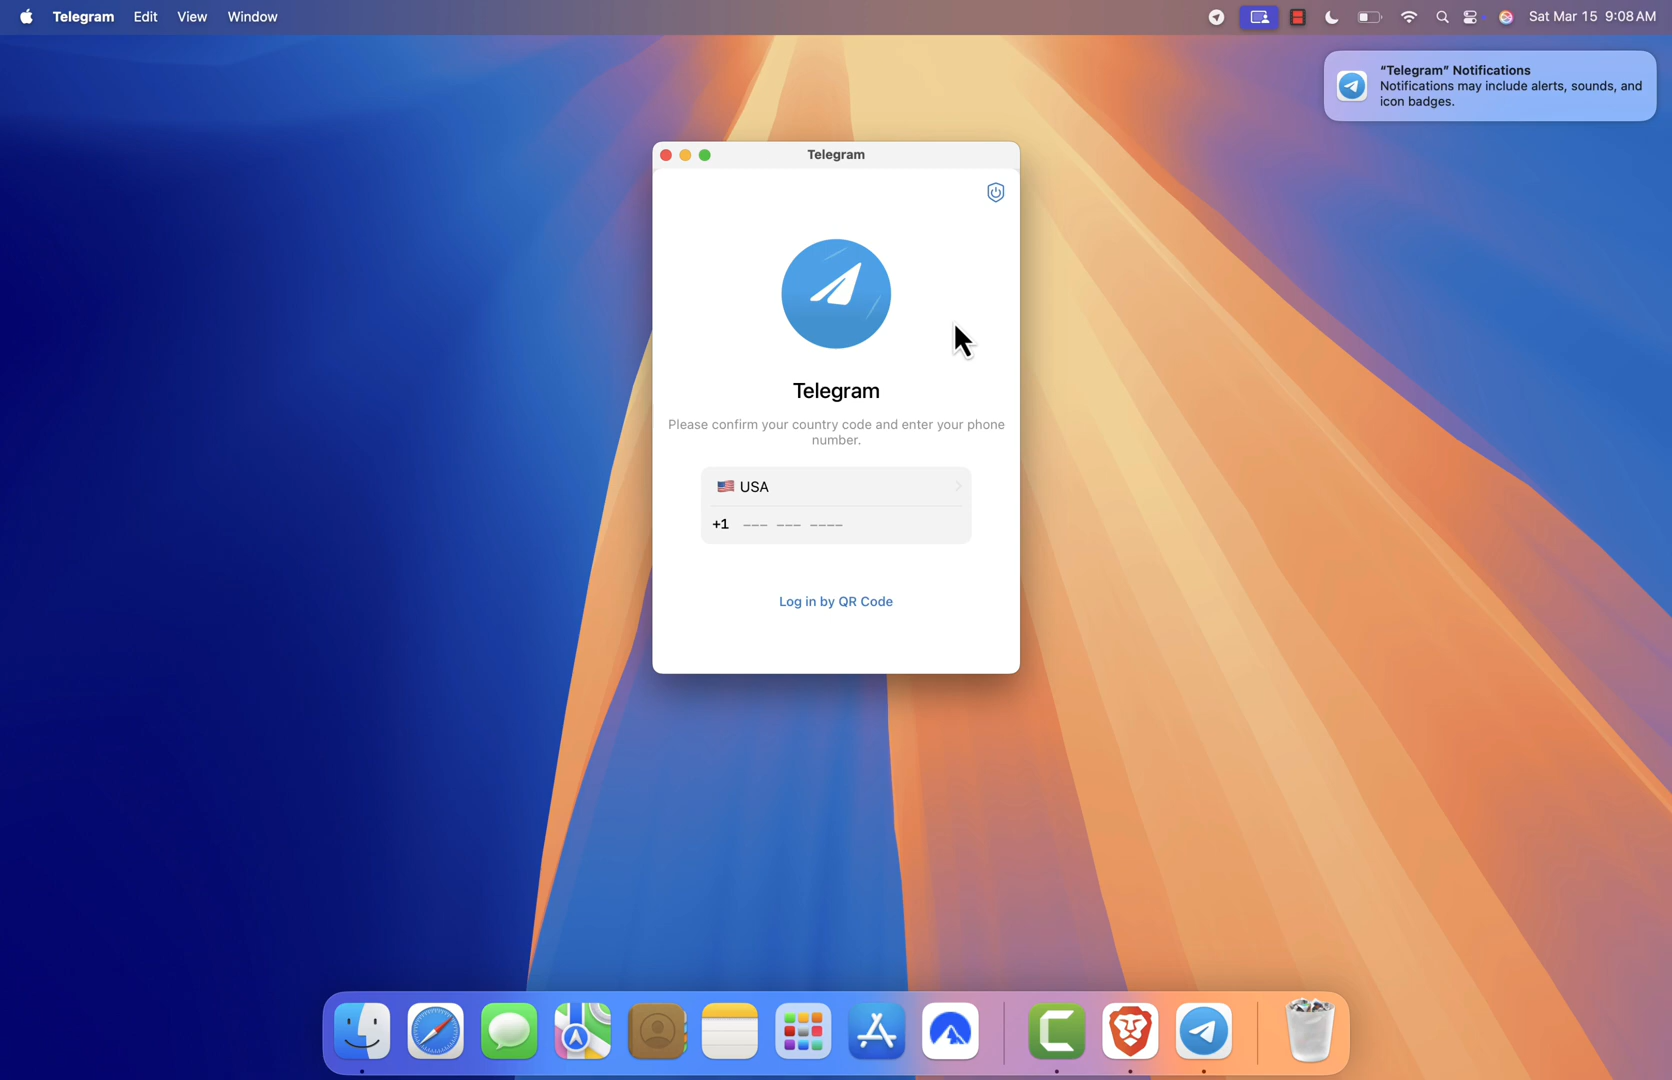 Telegram Edit View Window
Sat Mar 15 9:08 AM
“Telegram” Notifications
Notifications may include alerts, sounds, and
icon badges.
Telegram
Telegram
Please confirm your country code and enter your phone
number.
🇺🇸 USA
+1 ––– ––– ––––
Log in by QR Code